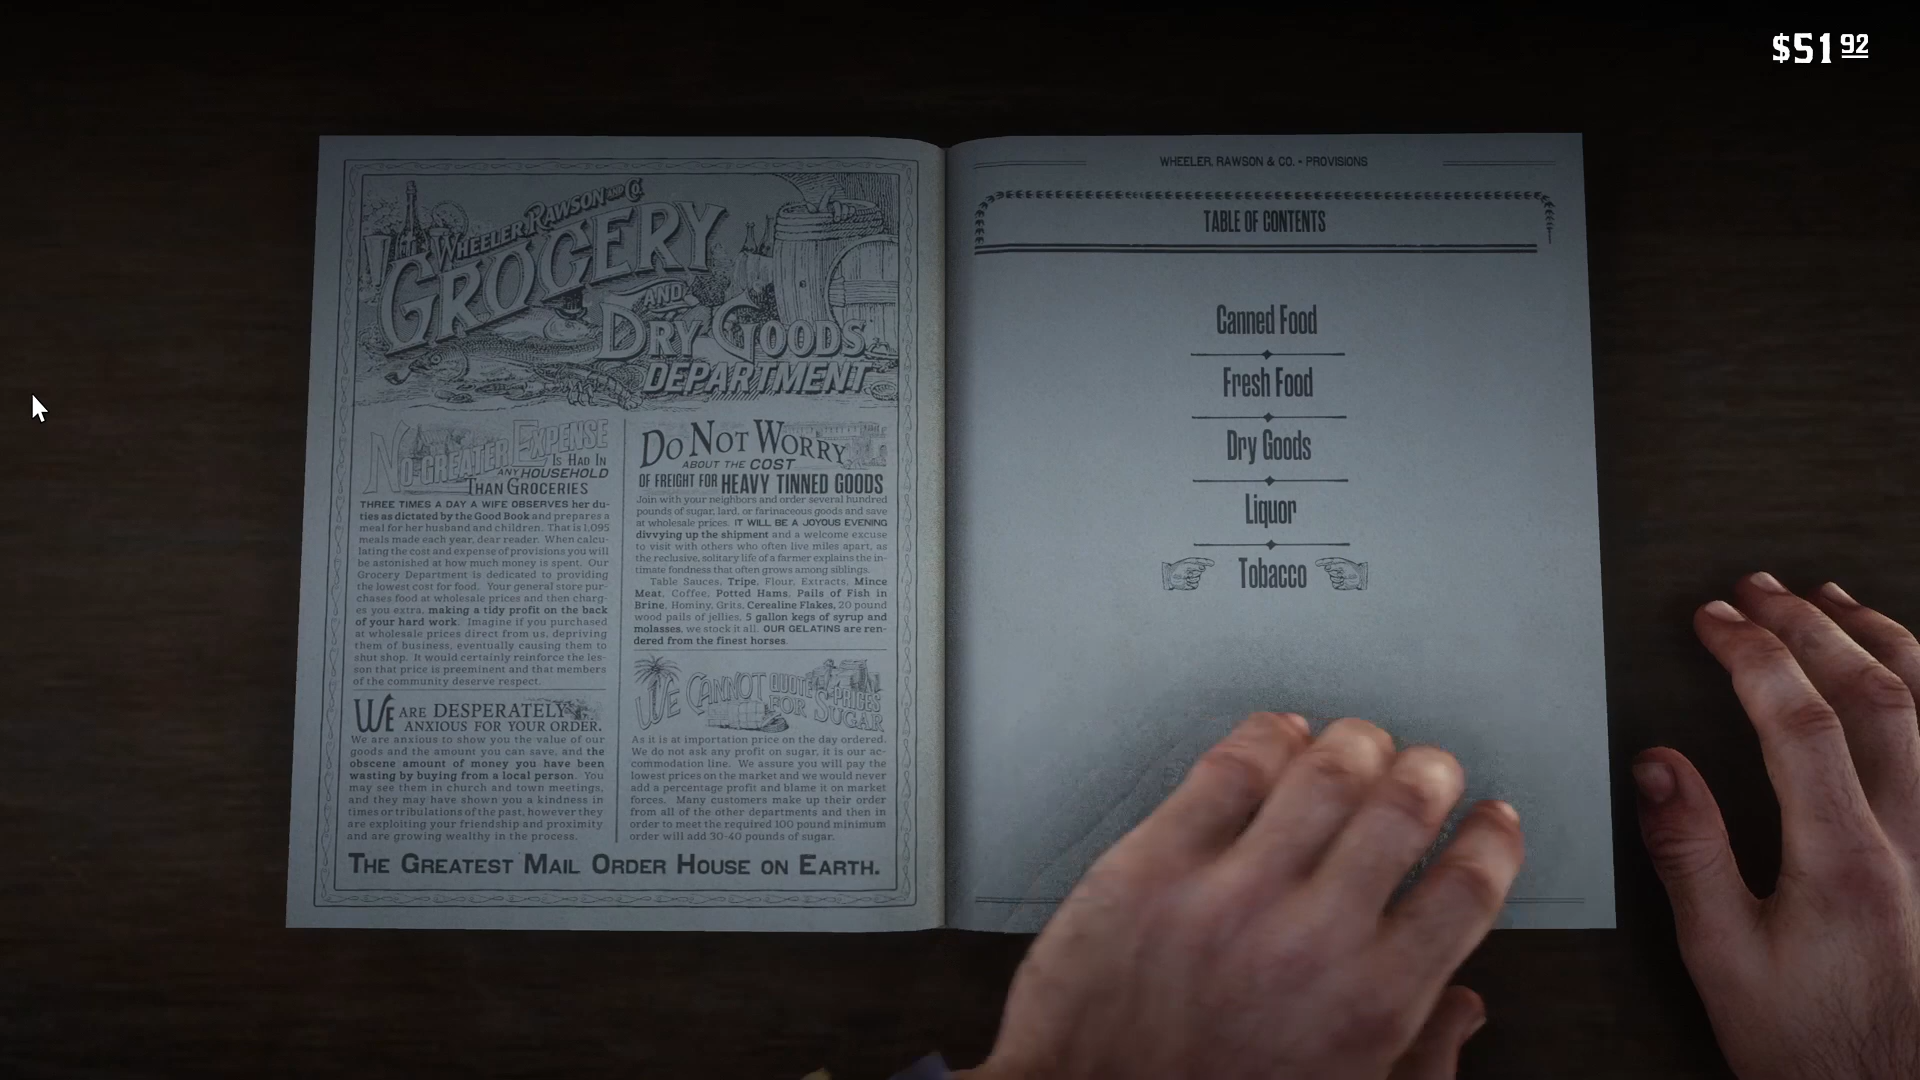 $51 92
WHEELER, RAWSON AND Co.
GROCERY
AND
DRY GOODS
DEPARTMENT
NO GREATER EXPENSE
IS HAD IN
ANY HOUSEHOLD
THAN GROCERIES
THREE TIMES A DAY A WIFE OBSERVES her du-
ties as dictated by the Good Book and prepares a
meal for her husband and children. That is 1,095
meals made each year, dear reader. When calcu-
lating the cost and expense of provisions you will
be astonished at how much money is spent. Our
Grocery Department is dedicated to providing
the lowest cost for food. Your general store pur-
chases food at wholesale prices and then charg-
es you extra, making a tidy profit on the back
of your hard work. Imagine if you purchased
at wholesale prices direct from us, depriving
them of business, eventually causing them to
shut shop. It would certainly reinforce the les-
son that price is preeminent and that members
of the community deserve respect.
WE ARE DESPERATELY
ANXIOUS FOR YOUR ORDER.
We are anxious to show you the value of our
goods and the amount you can save, and the
obscene amount of money you have been
wasting by buying from a local person. You
may see them in church and town meetings,
and they may have shown you a kindness in
times or tribulations of the past, however they
are exploiting your friendship and proximity
and are growing wealthy in the process.
DO NOT WORRY
ABOUT THE COST
OF FREIGHT FOR HEAVY TINNED GOODS
Join with your neighbors and order several hundred
pounds of sugar, lard, or farinaceous goods and save
at wholesale prices. IT WILL BE A JOYOUS EVENING
divvying up the shipment and a welcome excuse
to visit with others who often live miles apart, as
the reclusive, solitary life of a farmer explains the in-
timate fondness that often grows among siblings.
Table Sauces, Tripe, Flour, Extracts, Mince
Meat, Coffee, Potted Hams, Pails of Fish in
Brine, Hominy, Grits, Cerealine Flakes, 20 pound
wood pails of jellies, 5 gallon kegs of syrup and
molasses, we stock it all. OUR GELATINS are ren-
dered from the finest horses.
WE CANNOT QUOTE PRICES
FOR SUGAR
As it is at importation price on the day ordered.
We do not ask any profit on sugar, it is our ac-
commodation line. We assure you will pay the
lowest prices on the market and we would never
add a percentage profit and blame it on market
forces. Many customers make up their order
from all of the other departments and then in
order to meet the required 100 pound minimum
order will add 30-40 pounds of sugar.
THE GREATEST MAIL ORDER HOUSE ON EARTH.
WHEELER, RAWSON & CO. • PROVISIONS
TABLE OF CONTENTS
Canned Food
Fresh Food
Dry Goods
Liquor
Tobacco